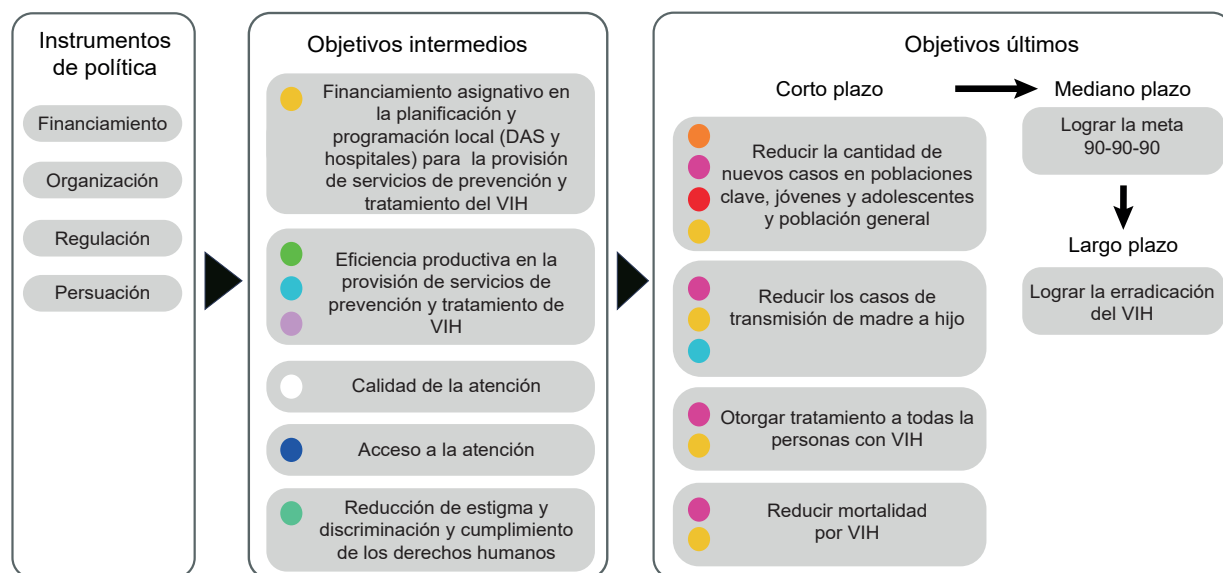 Instrumentos
de política
Financiamiento
Organización
Regulación
Persuación
Objetivos intermedios
Financiamiento asignativo en
la planificación y
programación local (DAS y
hospitales) para la provisión
de servicios de prevención y
tratamiento del VIH
Eficiencia productiva en la
provisión de servicios de
prevención y tratamiento de
VIH
Calidad de la atención
Acceso a la atención
Reducción de estigma y
discriminación y cumplimiento
de los derechos humanos
Objetivos últimos
Corto plazo
Reducir la cantidad de
nuevos casos en poblaciones
clave, jóvenes y adolescentes
y población general
Reducir los casos de
transmisión de madre a hijo
Otorgar tratamiento a todas la
personas con VIH
Reducir mortalidad
por VIH
Mediano plazo
Lograr la meta
90-90-90
Largo plazo
Lograr la erradicación
del VIH